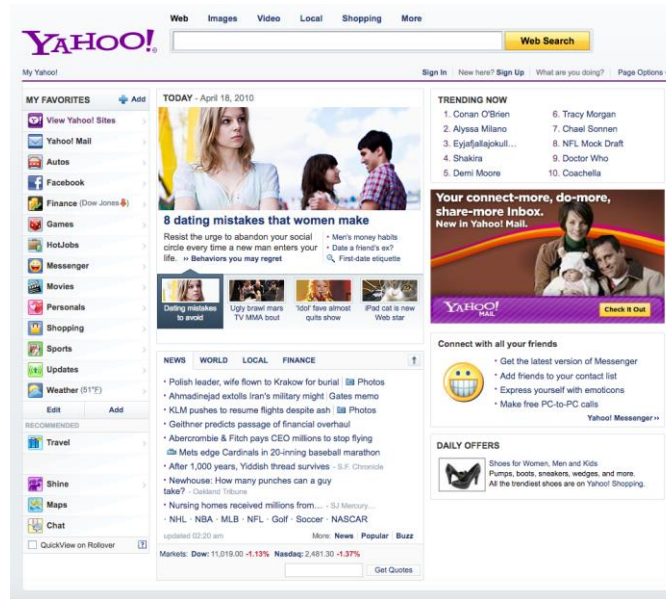 Web Images Video Local Shopping More
YAHOO!
Web Search
My Yahoo!
Sign In New here? Sign Up What are you doing? Page Options
MY FAVORITES Add
View Yahoo! Sites
Yahoo! Mail
Autos
Facebook
Finance (Dow Jones)
Games
HotJobs
Messenger
Movies
Personals
Shopping
Sports
Updates
Weather (51°F)
Edit Add
RECOMMENDED
Travel
Shine
Maps
Chat
QuickView on Rollover [?]
TODAY - April 18, 2010
8 dating mistakes that women make
Resist the urge to abandon your social
circle every time a new man enters your
life. » Behaviors you may regret
• Men's money habits
• Date a friend's ex?
First-date etiquette
Dating mistakes
to avoid
Ugly brawl mars
TV MMA bout
'Idol' fave almost
quits show
iPad cat is new
Web star
NEWS WORLD LOCAL FINANCE
• Polish leader, wife flown to Krakow for burial Photos
• Ahmadinejad extolls Iran's military might Gates memo
• KLM pushes to resume flights despite ash Photos
• Geithner predicts passage of financial overhaul
• Abercrombie & Fitch pays CEO millions to stop flying
Mets edge Cardinals in 20-inning baseball marathon
• After 1,000 years, Yiddish thread survives - S.F. Chronicle
• Newhouse: How many punches can a guy
take? - Oakland Tribune
• Nursing homes received millions from... - SJ Mercury...
· NHL · NBA · MLB · NFL · Golf · Soccer · NASCAR
updated 02:20 am More: News Popular Buzz
Markets: Dow: 11,019.00 -1.13% Nasdaq: 2,481.30 -1.37%
Get Quotes
TRENDING NOW
1. Conan O'Brien
2. Alyssa Milano
3. Eyjafjallajokull...
4. Shakira
5. Demi Moore
6. Tracy Morgan
7. Chael Sonnen
8. NFL Mock Draft
9. Doctor Who
10. Coachella
Your connect-more, do-more,
share-more Inbox.
New in Yahoo! Mail.
YAHOO!
MAIL
Check It Out
Connect with all your friends
• Get the latest version of Messenger
• Add friends to your contact list
• Express yourself with emoticons
• Make free PC-to-PC calls
Yahoo! Messenger »
DAILY OFFERS
Shoes for Women, Men and Kids
Pumps, boots, sneakers, wedges, and more.
All the trendiest shoes are on Yahoo! Shopping.